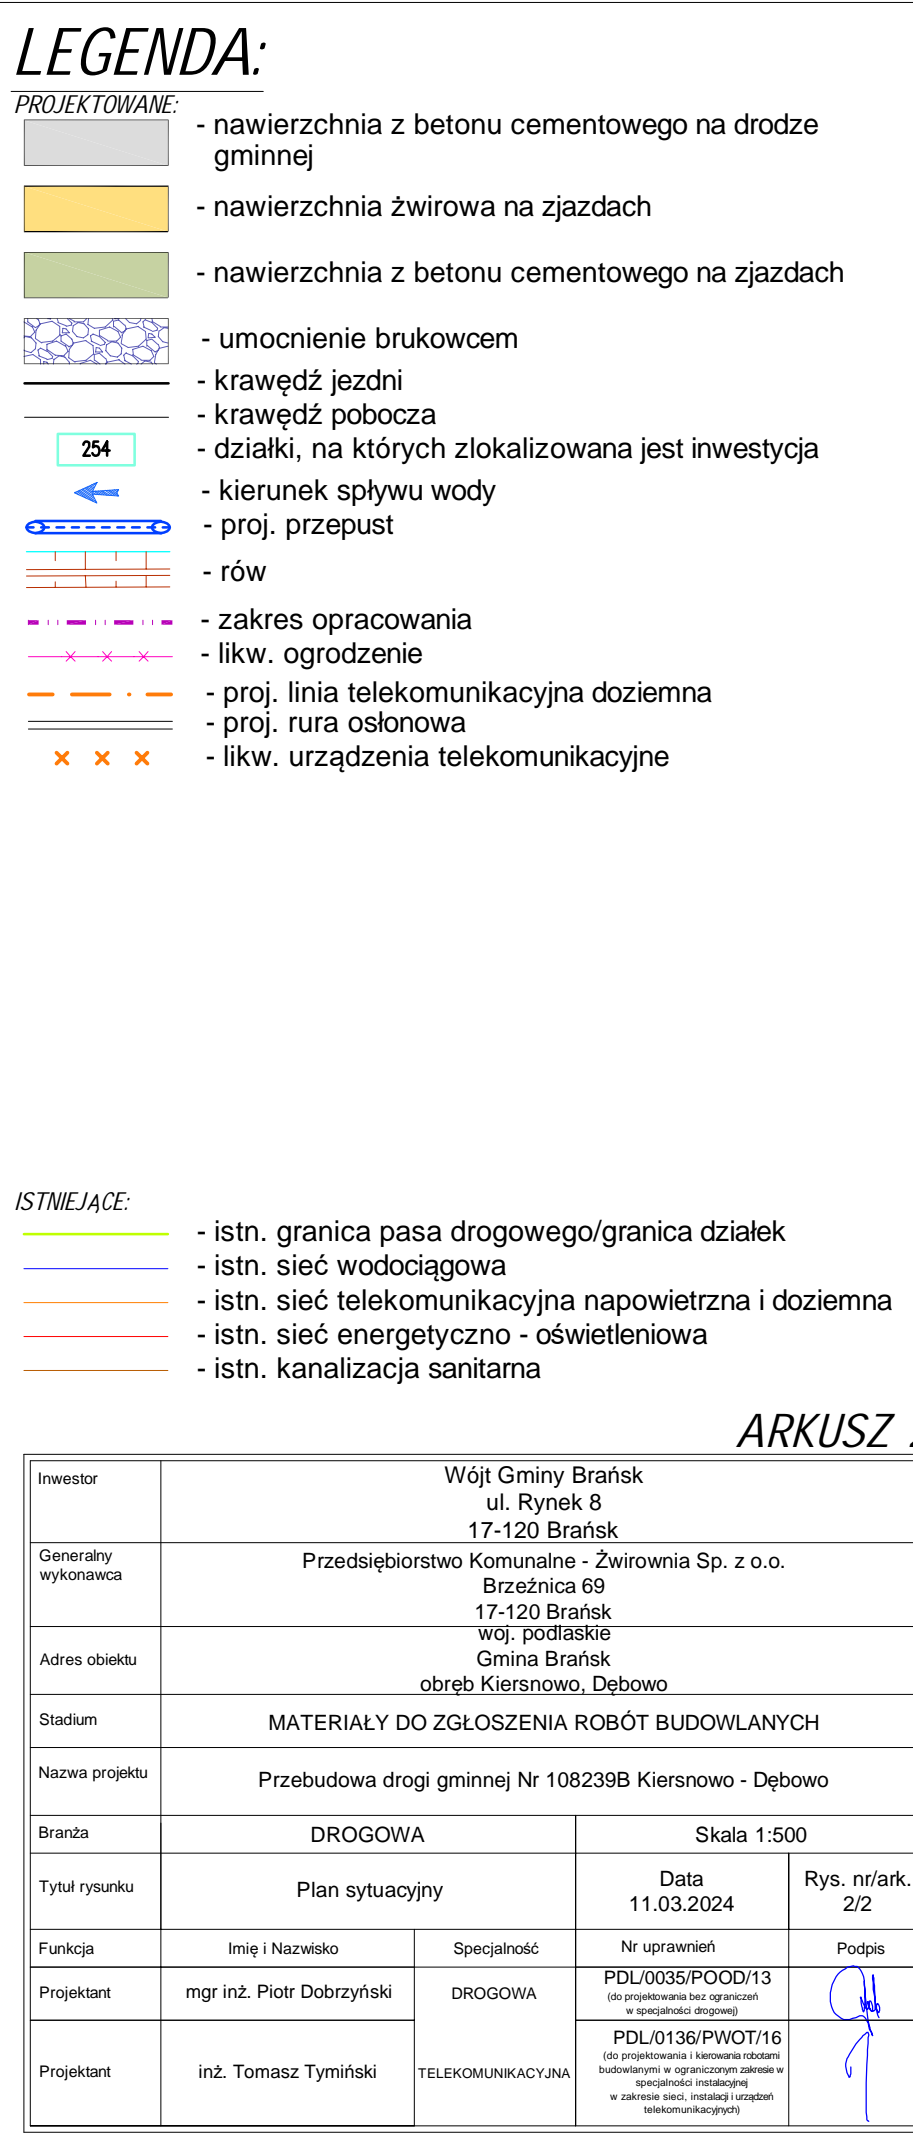 LEGENDA:
PROJEKTOWANE:
- nawierzchnia z betonu cementowego na drodze
gminnej
- nawierzchnia żwirowa na zjazdach
- nawierzchnia z betonu cementowego na zjazdach
- umocnienie brukowcem
- krawędź jezdni
- krawędź pobocza
254 - działki, na których zlokalizowana jest inwestycja
- kierunek spływu wody
- proj. przepust
- rów
- zakres opracowania
- likw. ogrodzenie
- proj. linia telekomunikacyjna doziemna
- proj. rura osłonowa
- likw. urządzenia telekomunikacyjne
ISTNIEJĄCE:
- istn. granica pasa drogowego/granica działek
- istn. sieć wodociągowa
- istn. sieć telekomunikacyjna napowietrzna i doziemna
- istn. sieć energetyczno - oświetleniowa
- istn. kanalizacja sanitarna
ARKUSZ
Inwestor
Wójt Gminy Brańsk
ul. Rynek 8
17-120 Brańsk
Generalny
wykonawca
Przedsiębiorstwo Komunalne - Żwirownia Sp. z o.o.
Brzeźnica 69
17-120 Brańsk
Adres obiektu
woj. podlaskie
Gmina Brańsk
obręb Kiersnowo, Dębowo
Stadium
MATERIAŁY DO ZGŁOSZENIA ROBÓT BUDOWLANYCH
Nazwa projektu
Przebudowa drogi gminnej Nr 108239B Kiersnowo - Dębowo
Branża
DROGOWA
Skala 1:500
Tytuł rysunku
Plan sytuacyjny
Data
11.03.2024
Rys. nr/ark.
2/2
Funkcja
Imię i Nazwisko
Specjalność
Nr uprawnień
Podpis
Projektant
mgr inż. Piotr Dobrzyński
DROGOWA
PDL/0035/POOD/13
(do projektowania bez ograniczeń
w specjalności drogowej)
Projektant
inż. Tomasz Tymiński
TELEKOMUNIKACYJNA
PDL/0136/PWOT/16
(do projektowania i kierowania robotami
budowlanymi w ograniczonym zakresie w
specjalności instalacyjnej
w zakresie sieci, instalacji i urządzeń
telekomunikacyjnych)